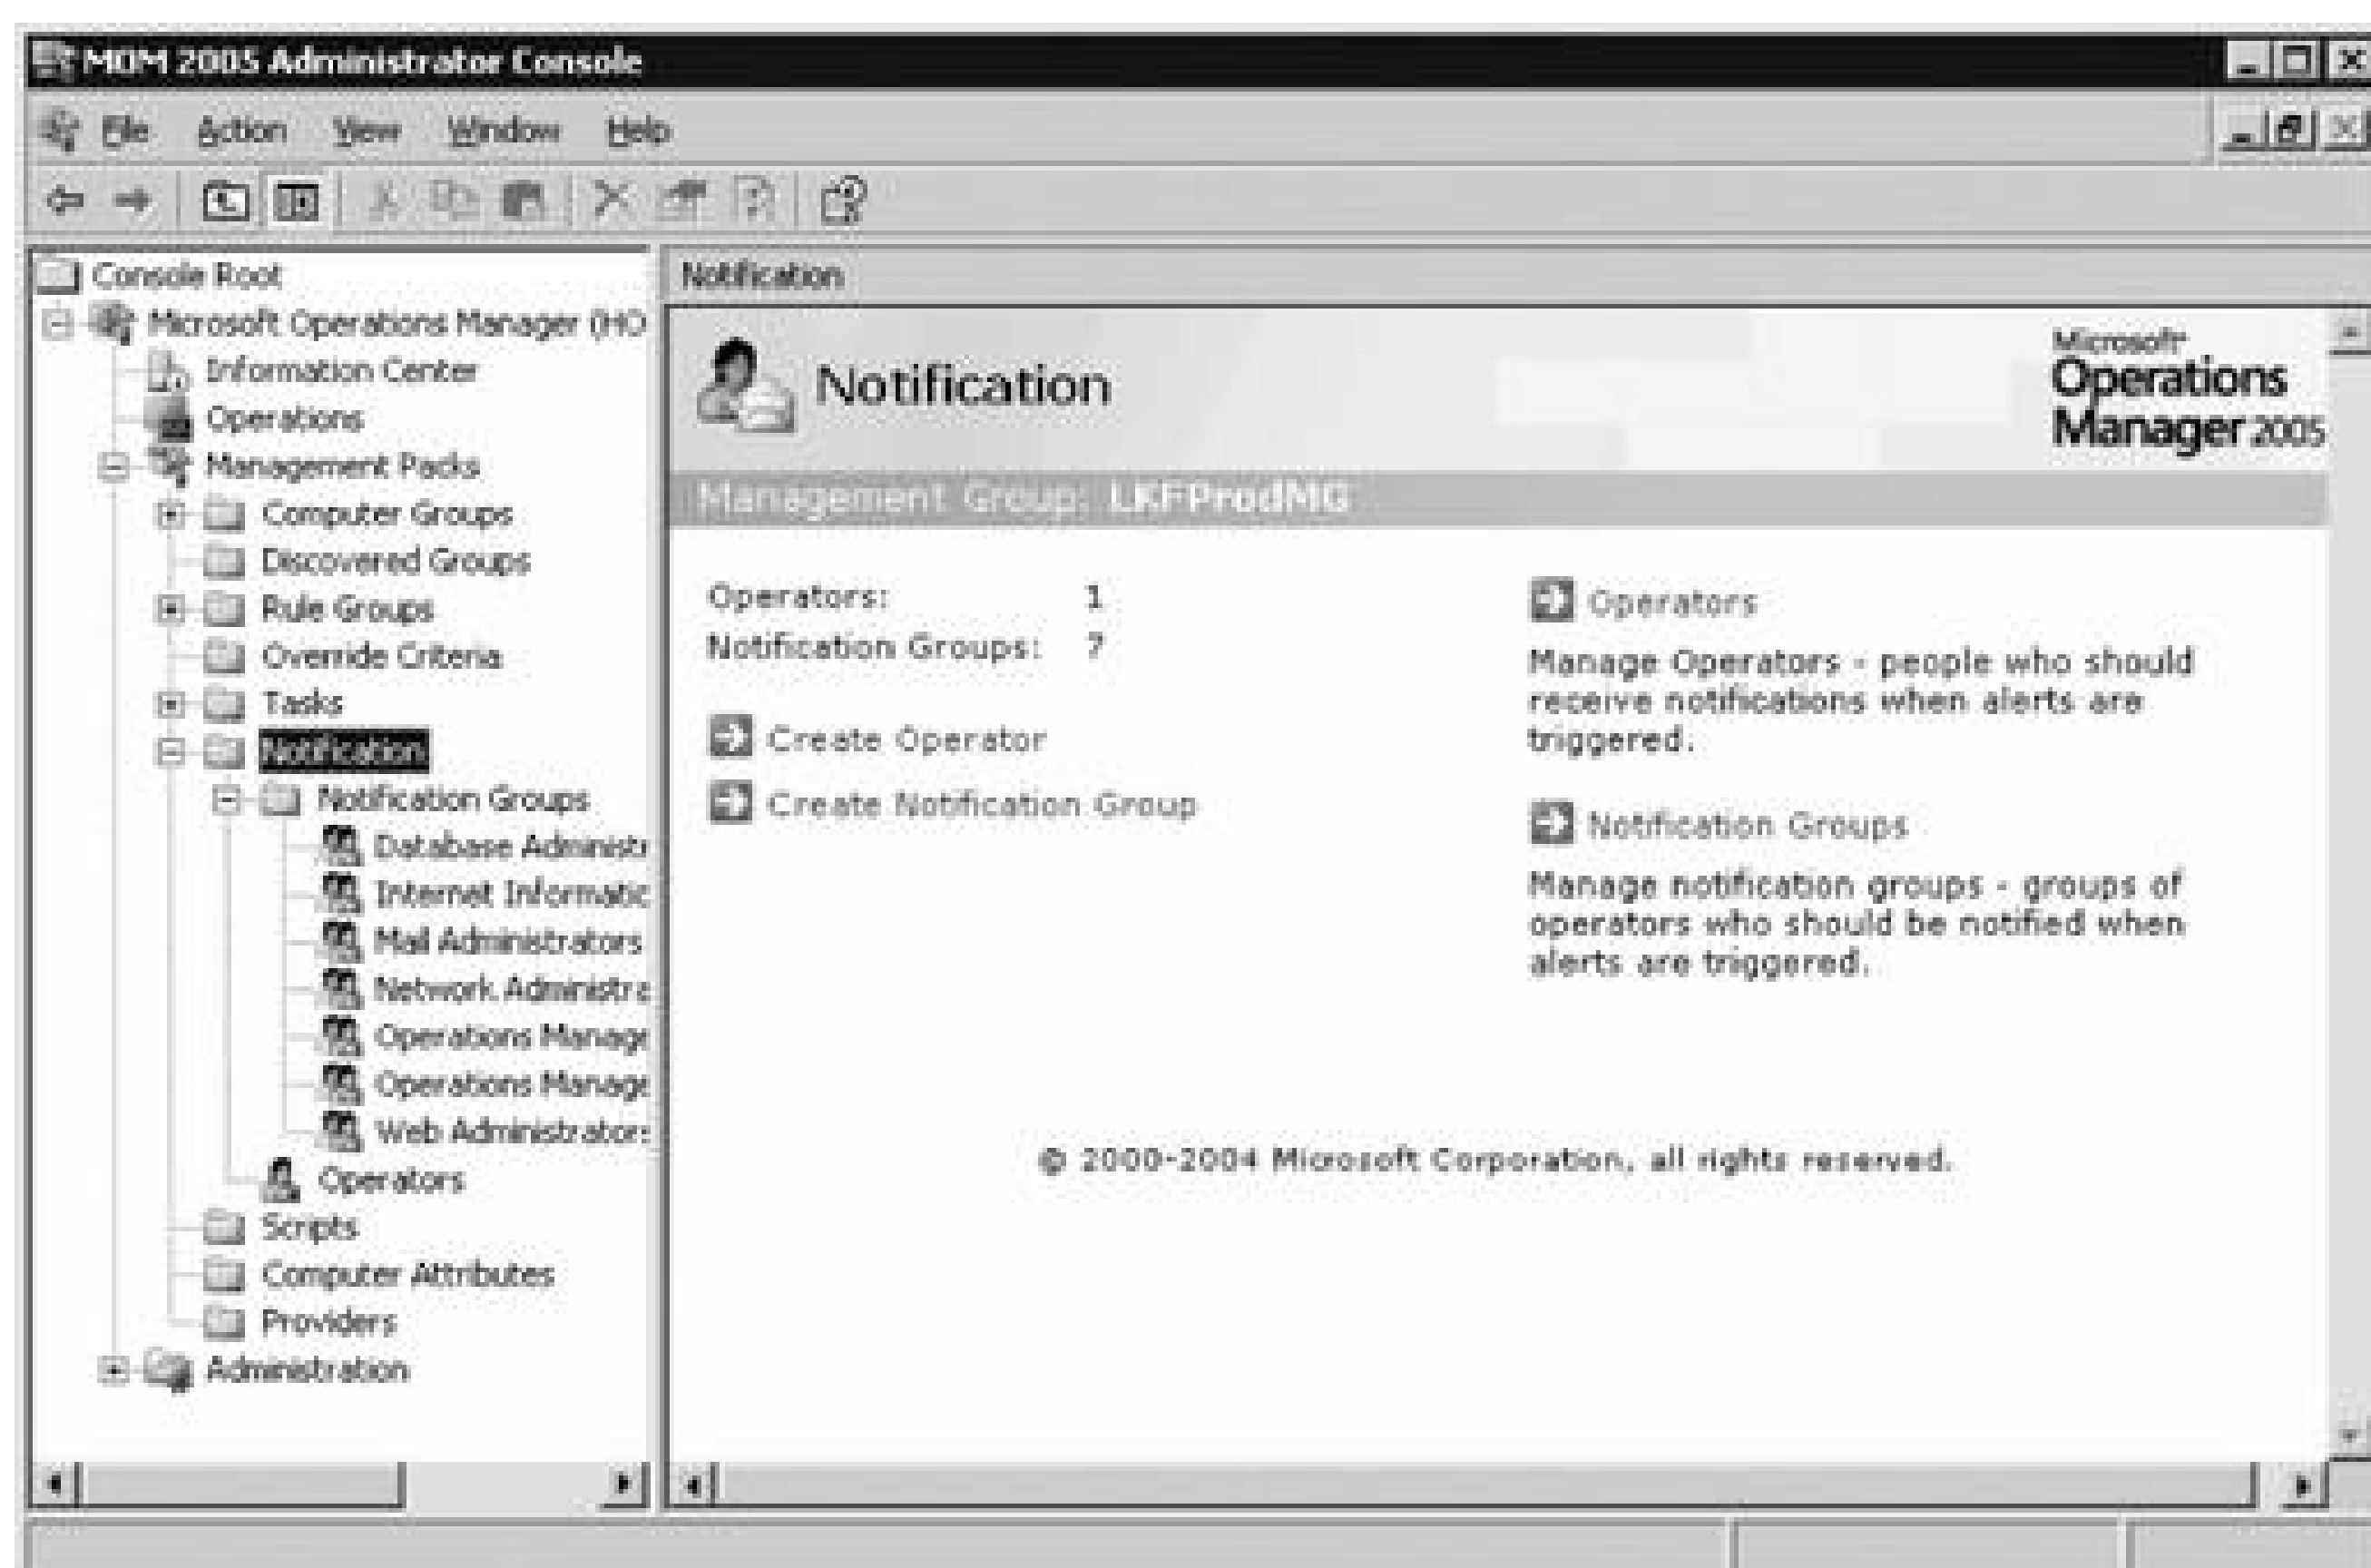 MOM 2005 Administrator Console
File Action View Window Help
Console Root
Microsoft Operations Manager (HO
Information Center
Operations
Management Packs
Computer Groups
Discovered Groups
Rule Groups
Override Criteria
Tasks
Notification
Notification Groups
Database Administr
Internet Informatic
Mail Administrators
Network Administra
Operations Manage
Operations Manage
Web Administrators
Operators
Scripts
Computer Attributes
Providers
Administration
Notification
Notification
Microsoft
Operations
Manager 2005
Management Group: LKFProdMG
Operators: 1
Notification Groups: 7
Create Operator
Create Notification Group
Operators
Manage Operators - people who should
receive notifications when alerts are
triggered.
Notification Groups
Manage notification groups - groups of
operators who should be notified when
alerts are triggered.
© 2000-2004 Microsoft Corporation, all rights reserved.